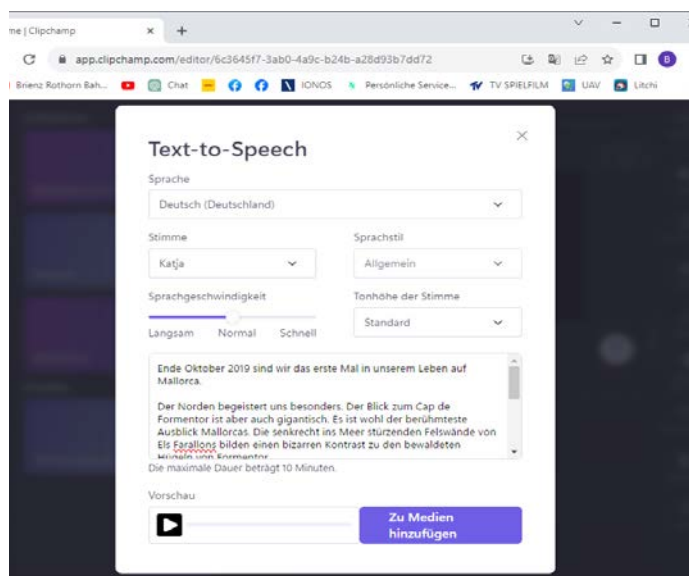 me | Clipchamp
app.clipchamp.com/editor/6c3645f7-3ab0-4a9c-b24b-a28d93b7dd72
B
Brienz Rothorn Bah... Chat IONOS Persönliche Service... TV SPIELFILM UAV Litchi
Text-to-Speech
Sprache
Deutsch (Deutschland)
Stimme Sprachstil
Katja Allgemein
Sprachgeschwindigkeit Tonhöhe der Stimme
Standard
Langsam Normal Schnell
Ende Oktober 2019 sind wir das erste Mal in unserem Leben auf
Mallorca.
Der Norden begeistert uns besonders. Der Blick zum Cap de
Formentor ist aber auch gigantisch. Es ist wohl der berühmteste
Ausblick Mallorcas. Die senkrecht ins Meer stürzenden Felswände von
Els Farallons bilden einen bizarren Kontrast zu den bewaldeten
Hügeln von Formentor
Die maximale Dauer beträgt 10 Minuten.
Vorschau
Zu Medien
hinzufügen